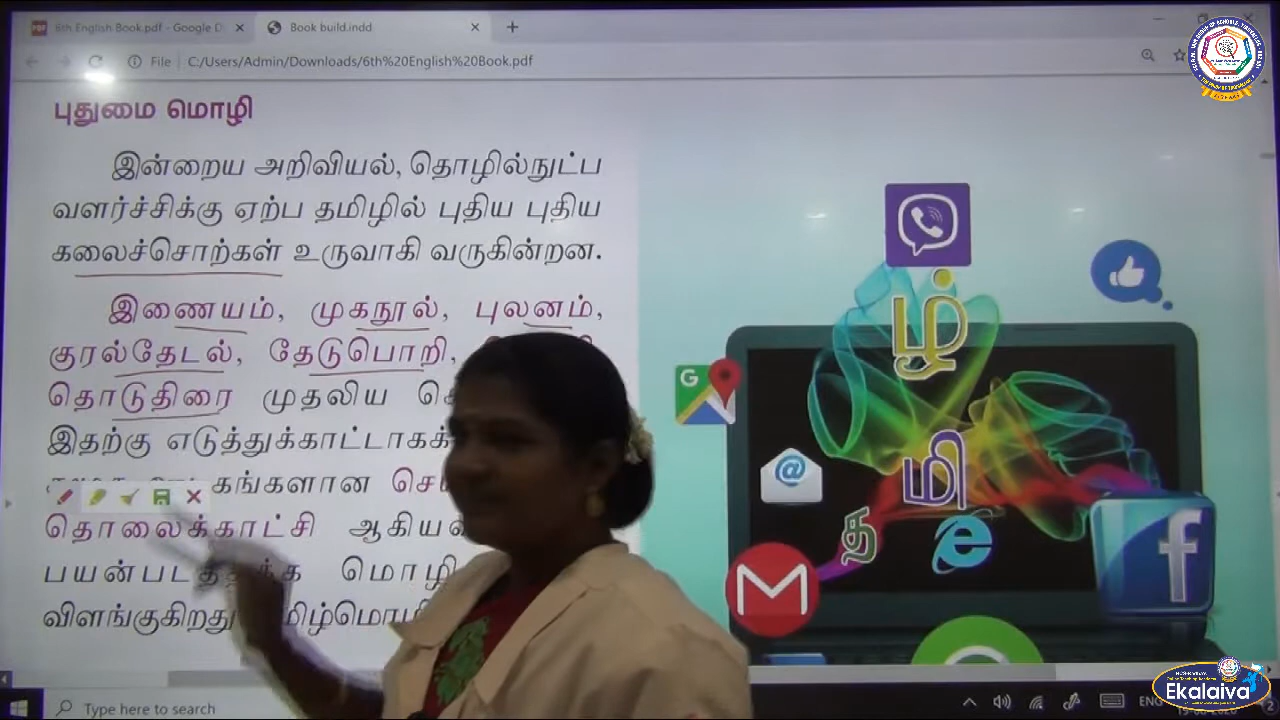 6th English Book.pdf - Google D
Book build.indd
File C:/Users/Admin/Downloads/6th%20English%20Book.pdf
புதுமை மொழி
இன்றைய அறிவியல், தொழில்நுட்ப
வளர்ச்சிக்கு ஏற்ப தமிழில் புதிய புதிய
கலைச்சொற்கள் உருவாகி வருகின்றன.
இணையம், முகநூல், புலனம்,
குரல்தேடல், தேடுபொறி,
தொடுதிரை முதலிய
இதற்கு எடுத்துக்காட்டாகக்
தொலைக்காட்சி
மொழி
விளங்குகிறது
G
ழ்
மி
த
@
M
e
f
Type here to search
ENG
Ekalaiva